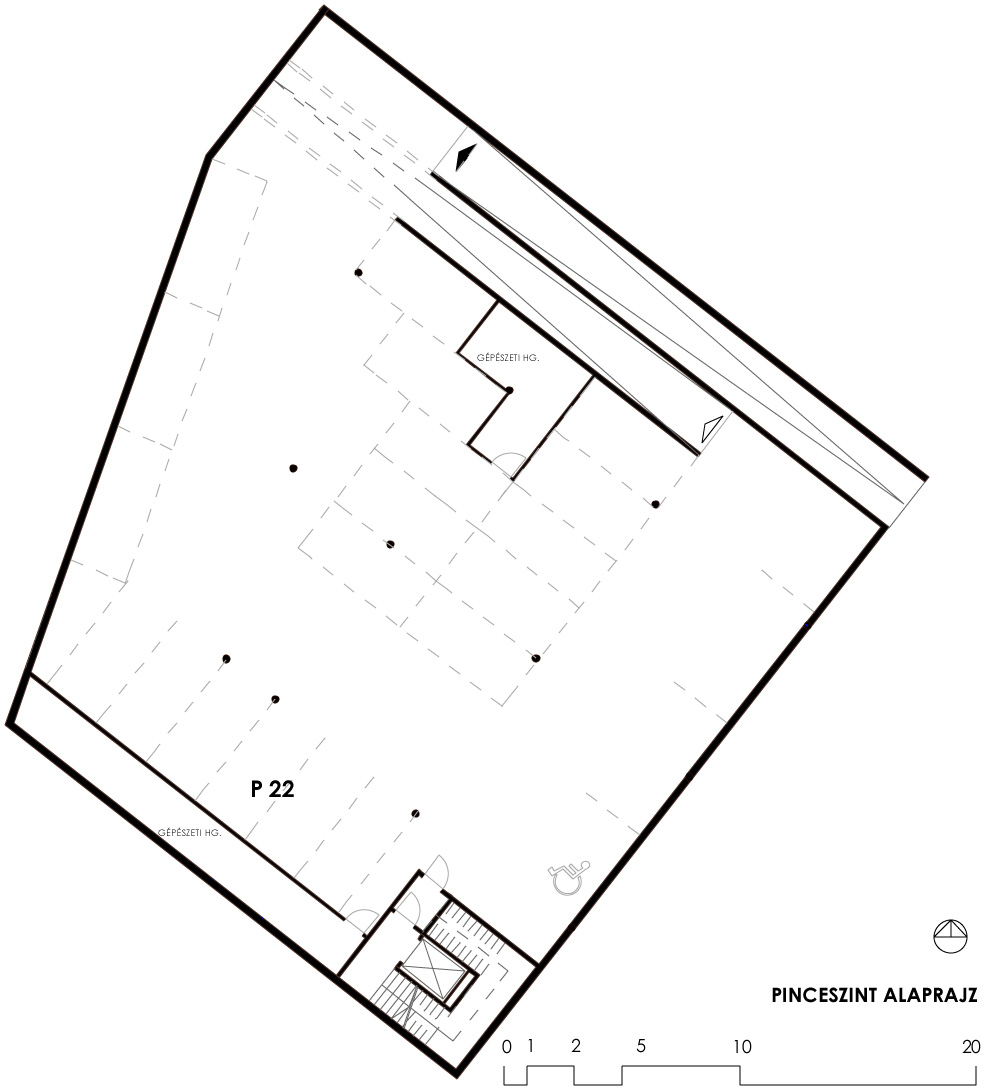 GÉPÉSZETI HG.
P 22
GÉPÉSZETI HG.
PINCESZINT ALAPRAJZ
0 1 2 5 10 20